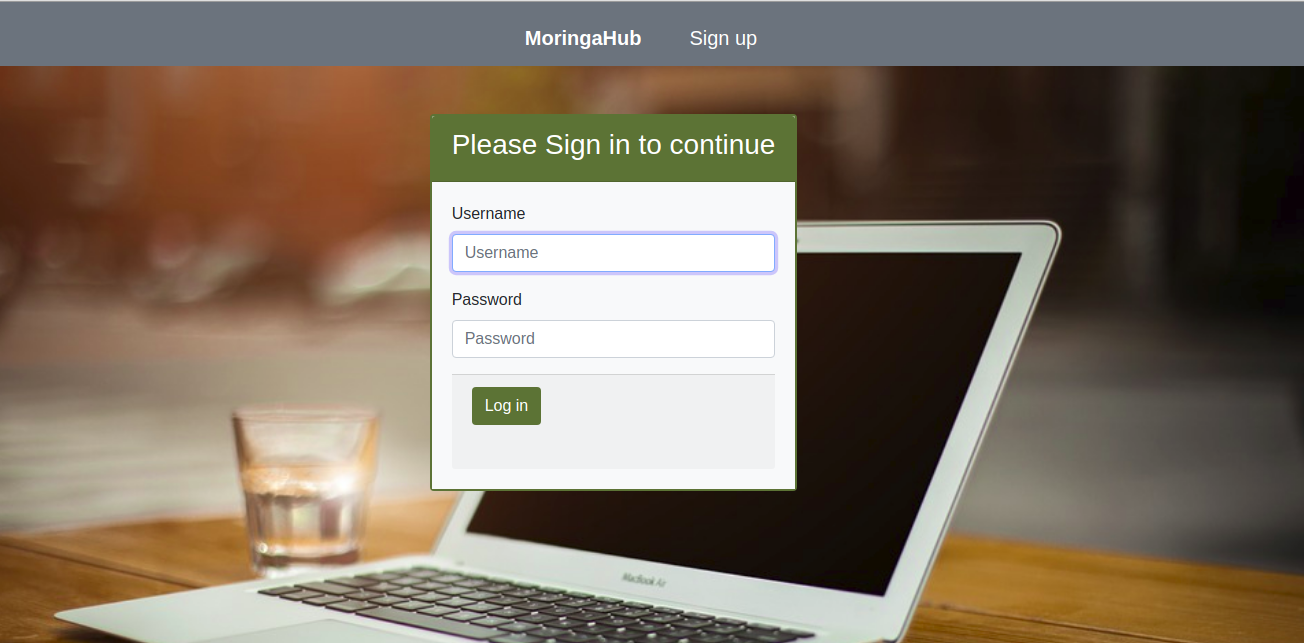 MoringaHub Sign up
Please Sign in to continue
Username
Username
Password
Password
Log in
MacBook Air